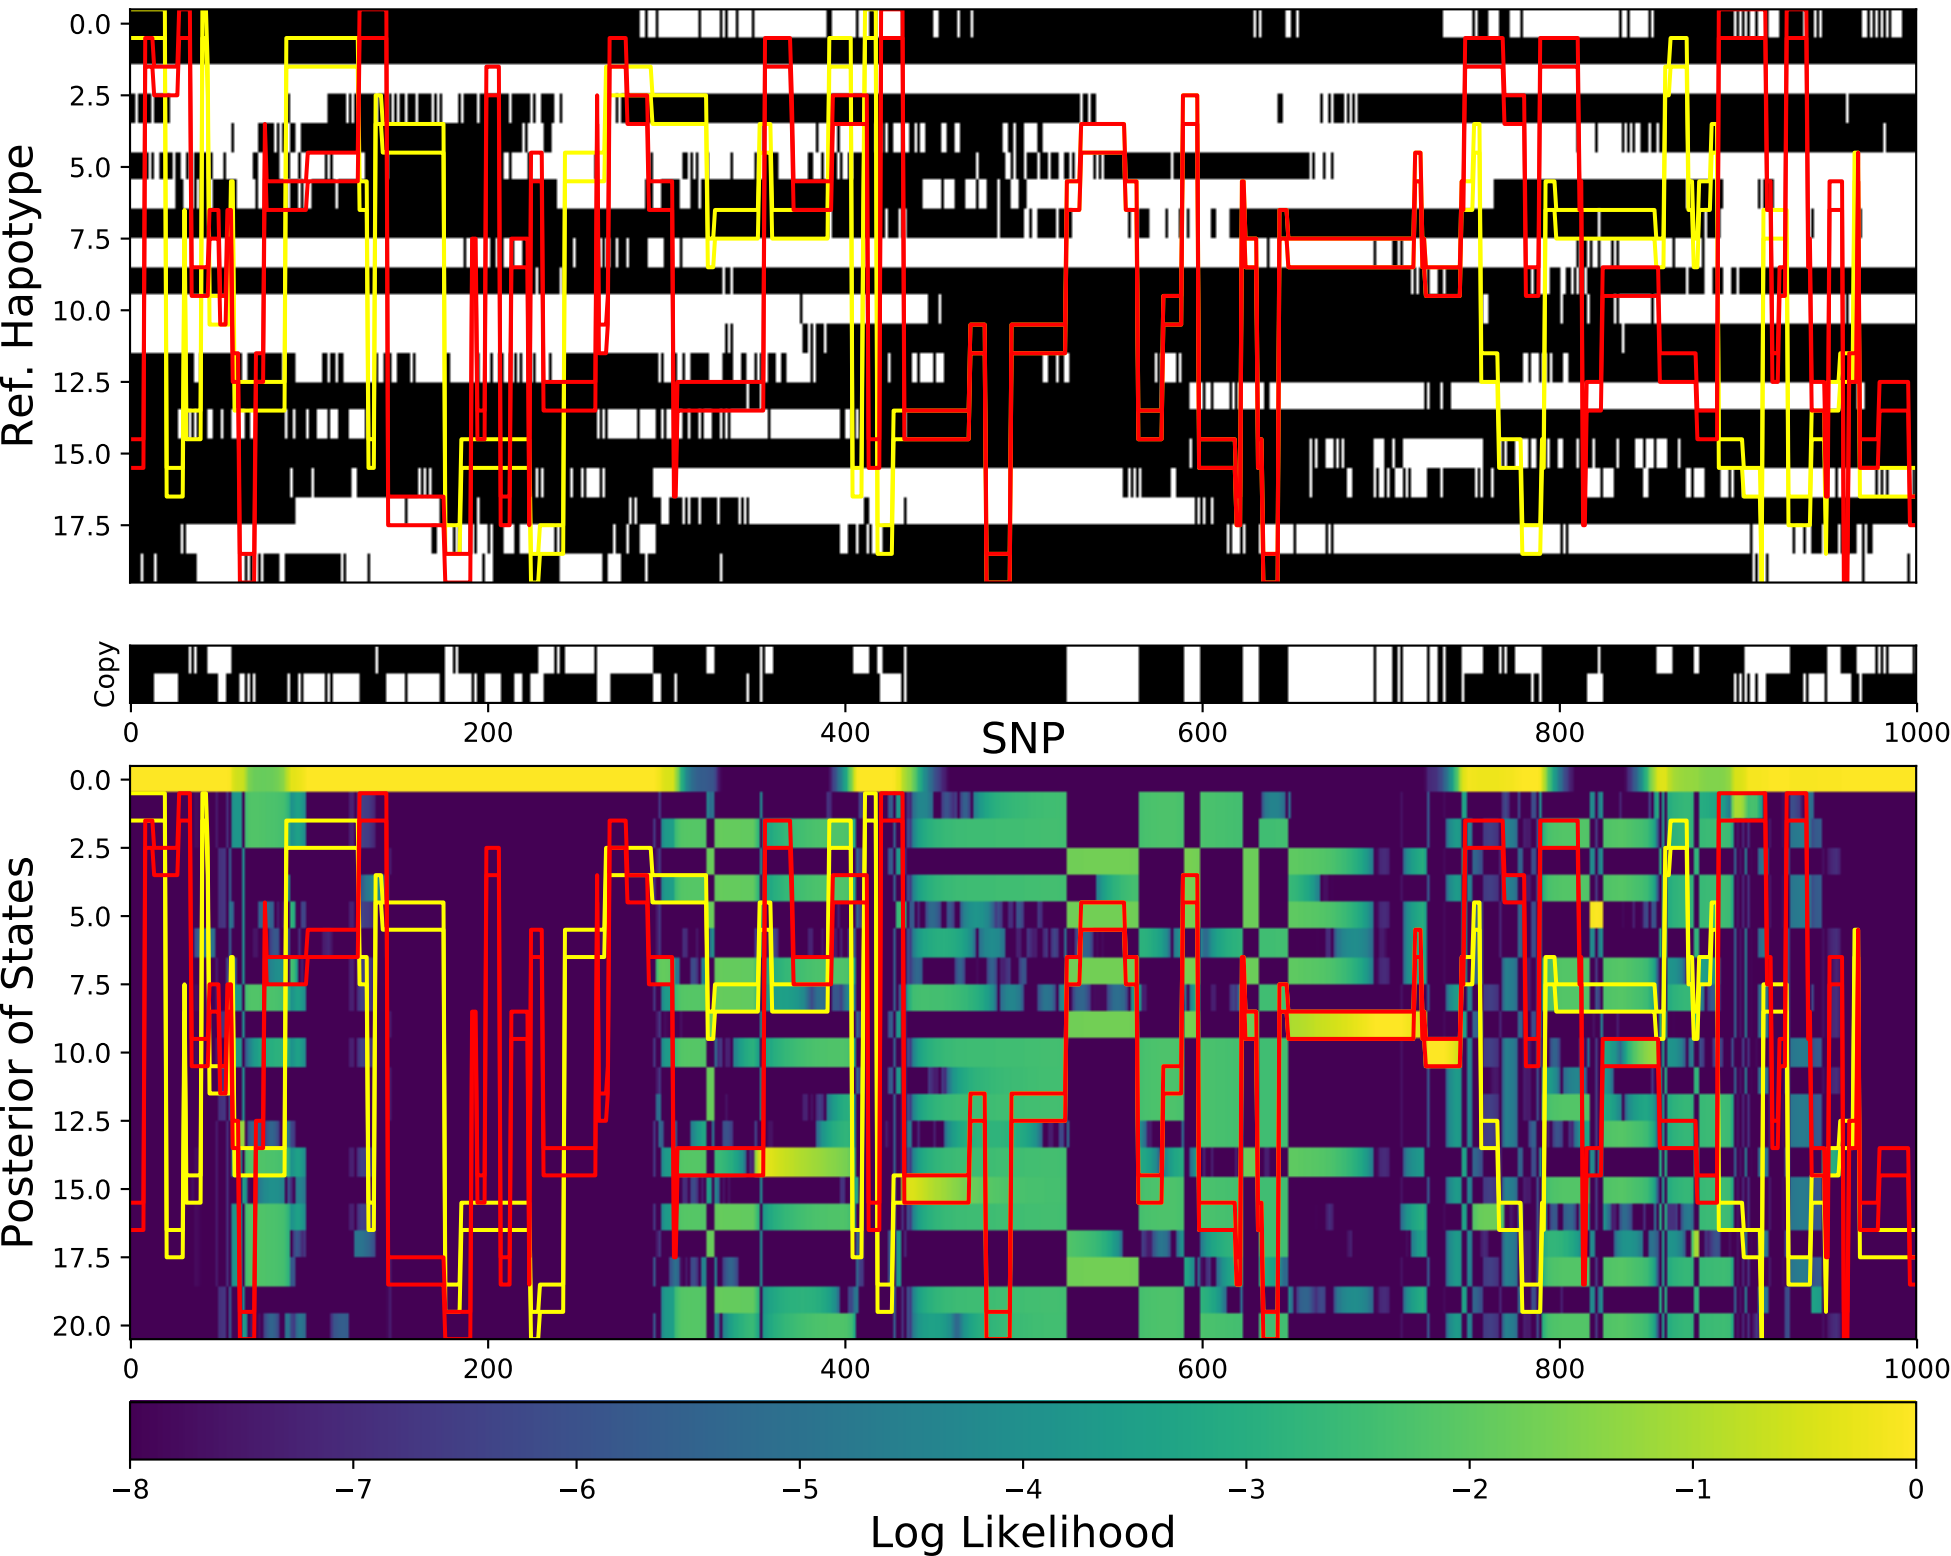 0.0
2.5
5.0
7.5
10.0
12.5
15.0
17.5
Ref. Hapotype
Copy
0 200 400 600 800 1000
SNP
0.0
2.5
5.0
7.5
10.0
12.5
15.0
17.5
20.0
Posterior of States
0 200 400 600 800 1000
−8 −7 −6 −5 −4 −3 −2 −1 0
Log Likelihood